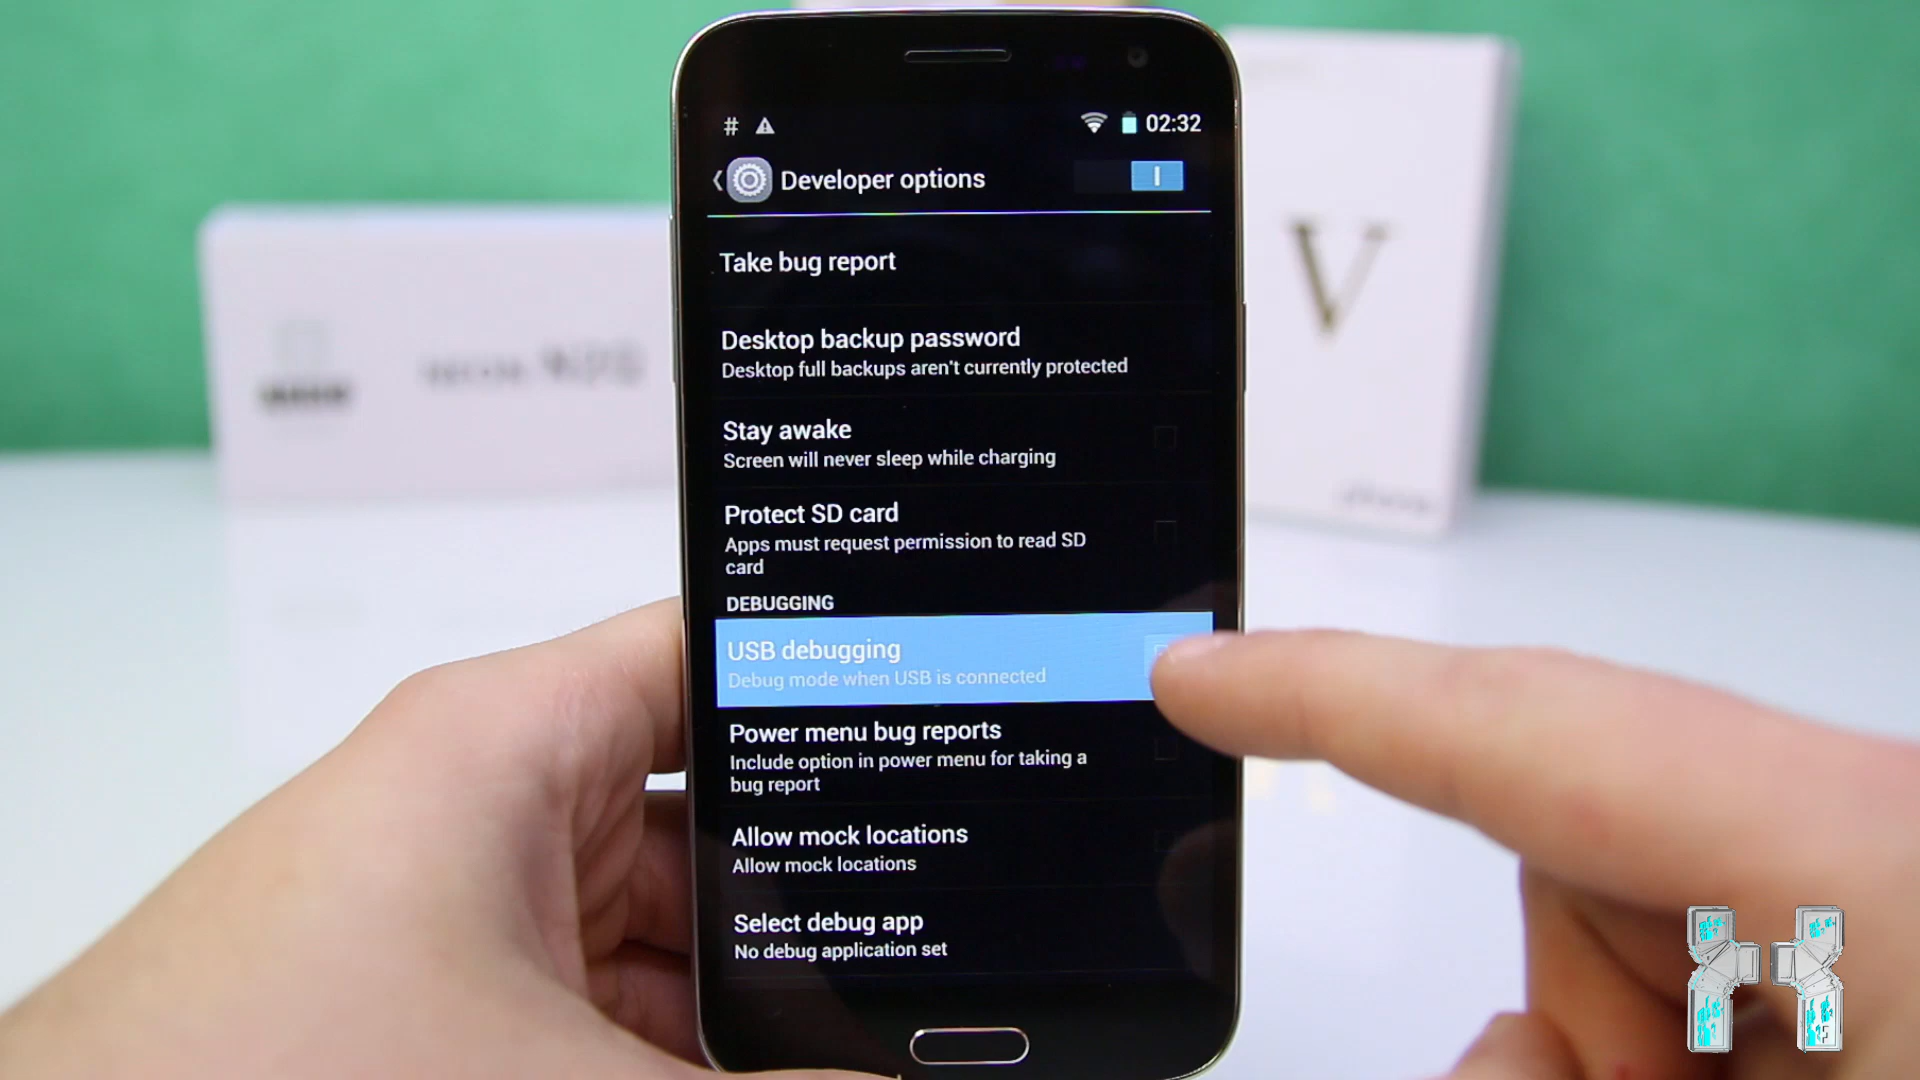 # 02:32
Developer options
Take bug report
Desktop backup password
Desktop full backups aren't currently protected
Stay awake
Screen will never sleep while charging
Protect SD card
Apps must request permission to read SD
card
DEBUGGING
USB debugging
Debug mode when USB is connected
Power menu bug reports
Include option in power menu for taking a
bug report
Allow mock locations
Allow mock locations
Select debug app
No debug application set
V